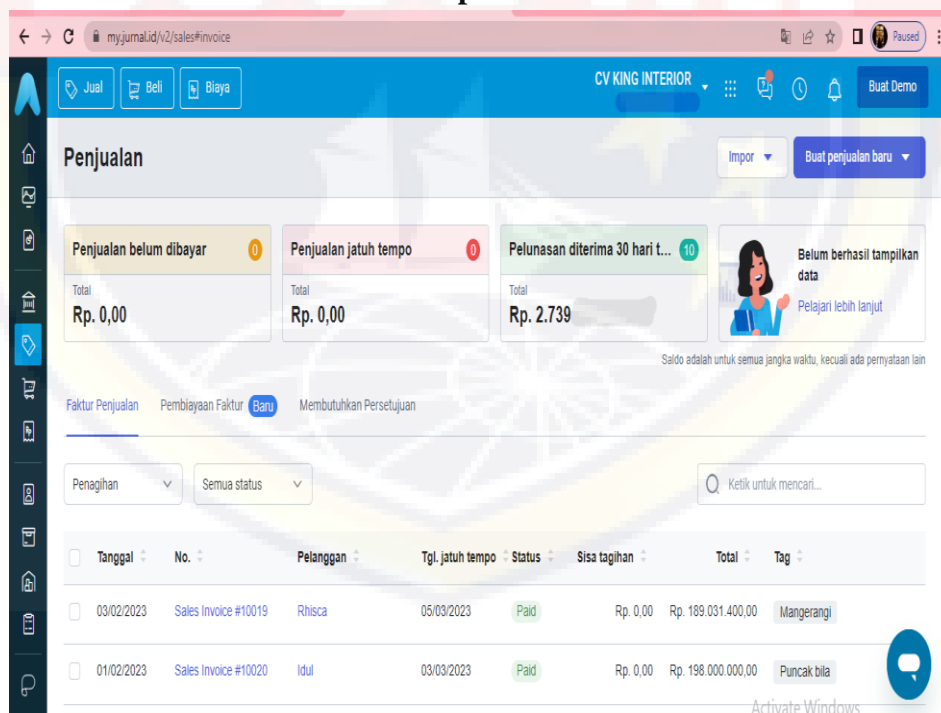 my.jurnal.id/v2/sales#invoice
Paused
Jual Beli Biaya
CV KING INTERIOR
Buat Demo
Penjualan
Impor
Buat penjualan baru
Penjualan belum dibayar 0
Total
Rp. 0,00
Penjualan jatuh tempo 0
Total
Rp. 0,00
Pelunasan diterima 30 hari t... 10
Total
Rp. 2.739
Belum berhasil tampilkan
data
Pelajari lebih lanjut
Saldo adalah untuk semua jangka waktu, kecuali ada pernyataan lain
Faktur Penjualan Pembiayaan Faktur Baru Membutuhkan Persetujuan
Penagihan Semua status Ketik untuk mencari...
Tanggal No. Pelanggan Tgl. jatuh tempo Status Sisa tagihan Total Tag
03/02/2023 Sales Invoice #10019 Rhisca 05/03/2023 Paid Rp. 0,00 Rp. 189.031.400,00 Mangerangi
01/02/2023 Sales Invoice #10020 Idul 03/03/2023 Paid Rp. 0,00 Rp. 198.000.000,00 Puncak bila
Activate Windows